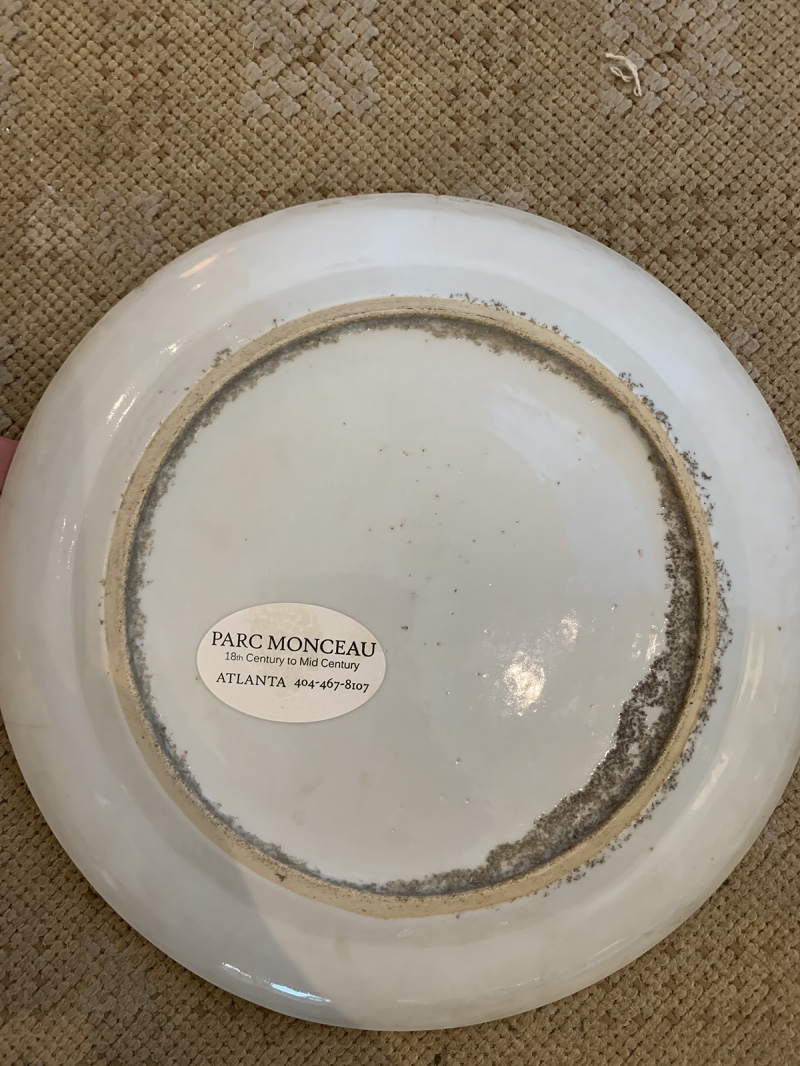 PARC MONCEAU
18th Century to Mid Century
ATLANTA 404-467-8107